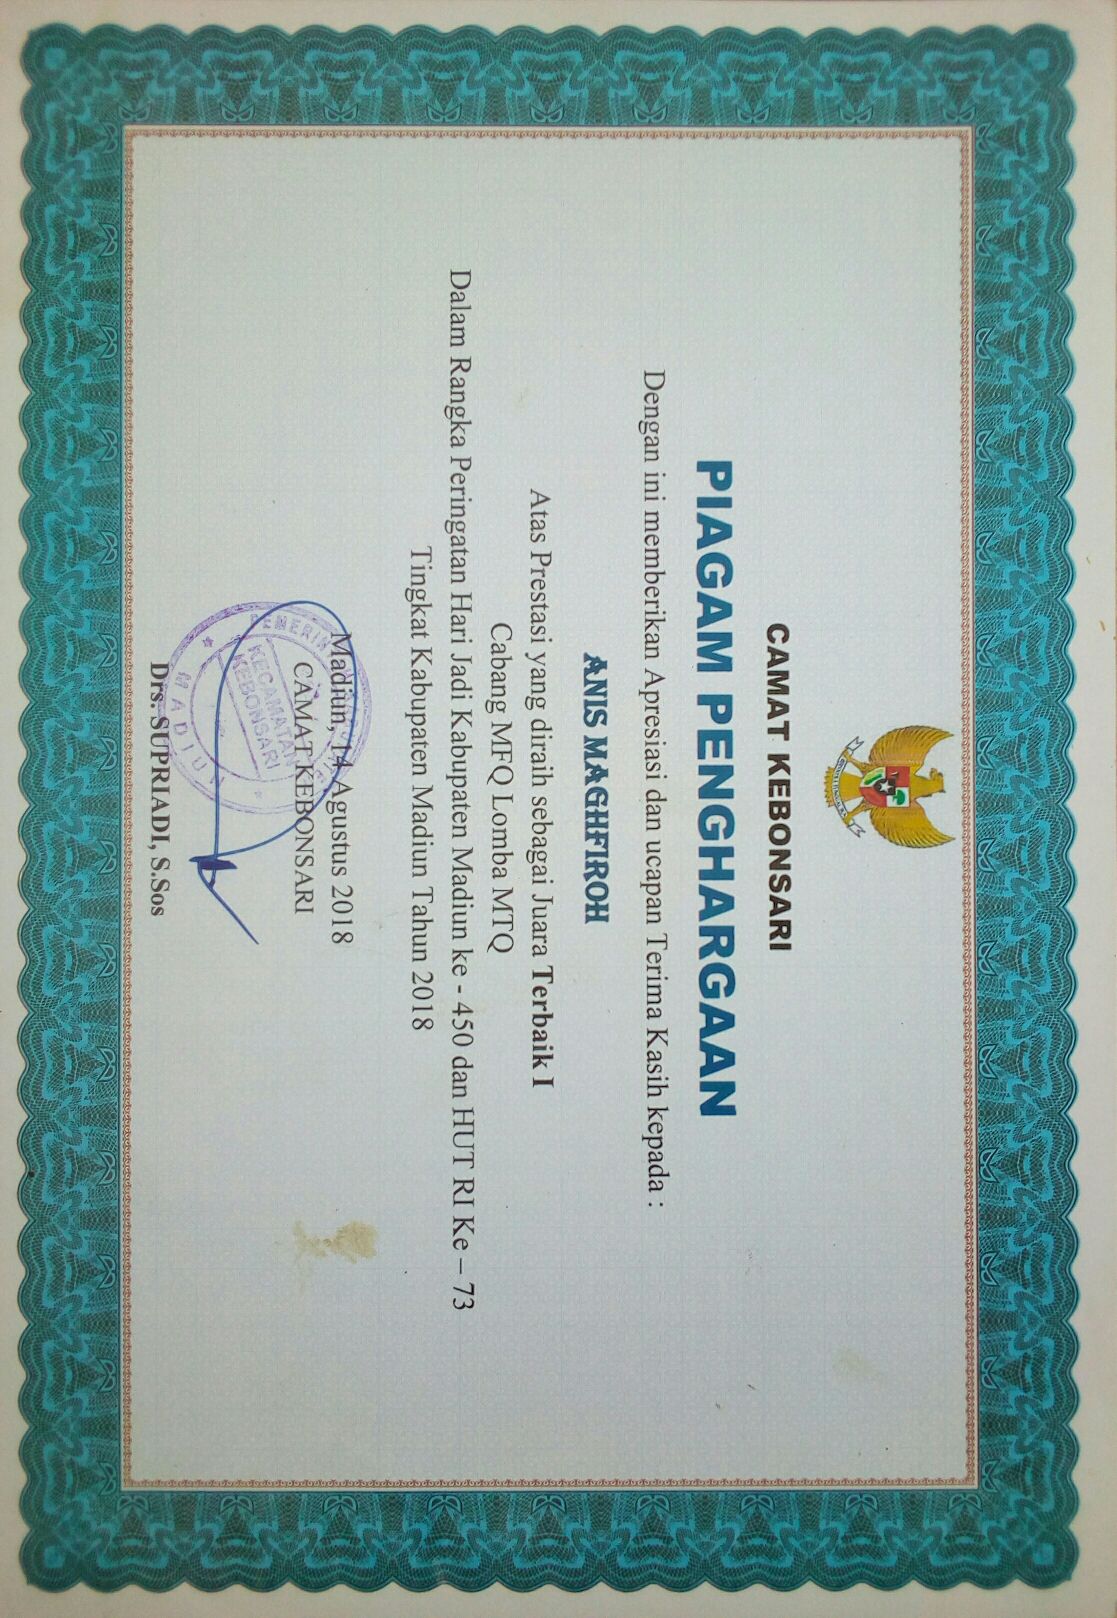 CAMAT KEBONSARI
PIAGAM PENGHARGAAN
Dengan ini memberikan Apresiasi dan ucapan Terima Kasih kepada :
ANIS MAGHFIROH
Atas Prestasi yang diraih sebagai Juara Terbaik I
Cabang MFQ Lomba MTQ
Dalam Rangka Peringatan Hari Jadi Kabupaten Madiun ke - 450 dan HUT RI Ke – 73
Tingkat Kabupaten Madiun Tahun 2018
Madiun, 14 Agustus 2018
CAMAT KEBONSARI
KECAMATAN
KEBONSARI
MADIUN
Drs. SUPRIADI, S.Sos